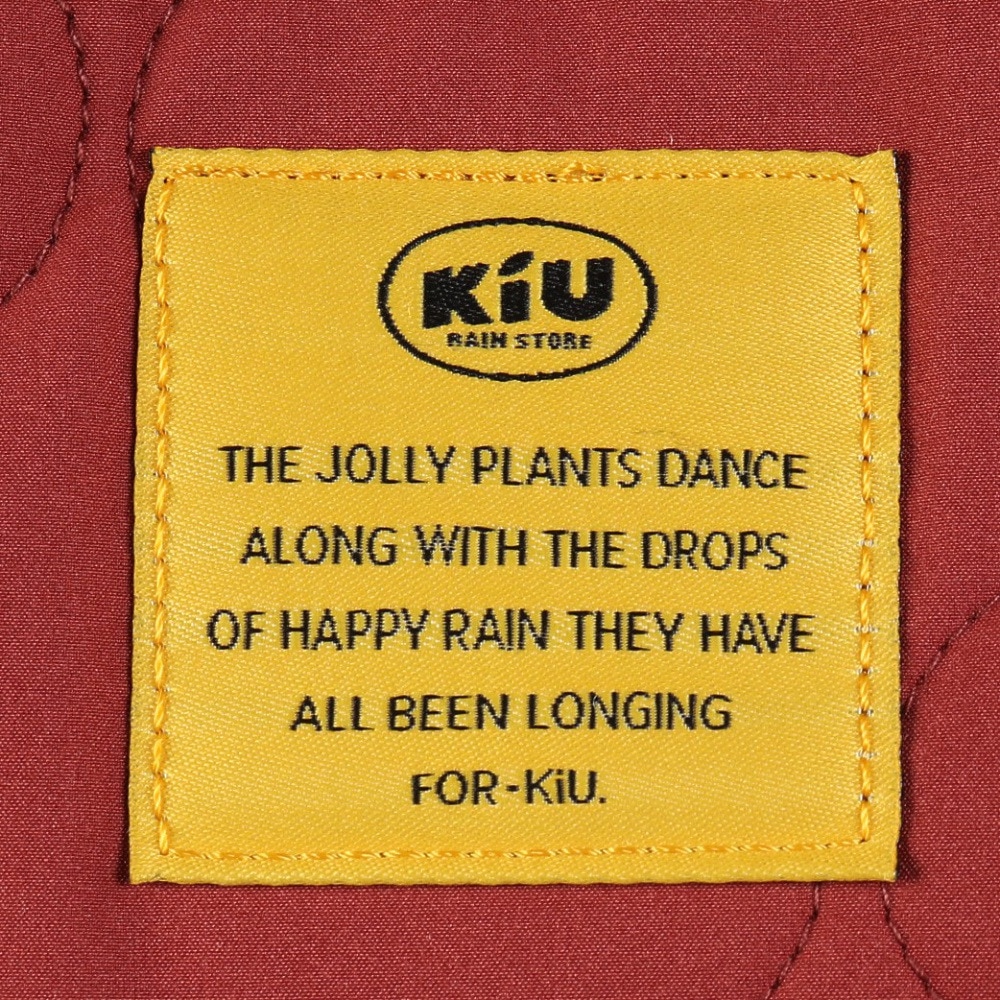 KiU
RAIN STORE
THE JOLLY PLANTS DANCE
ALONG WITH THE DROPS
OF HAPPY RAIN THEY HAVE
ALL BEEN LONGING
FOR-KiU.